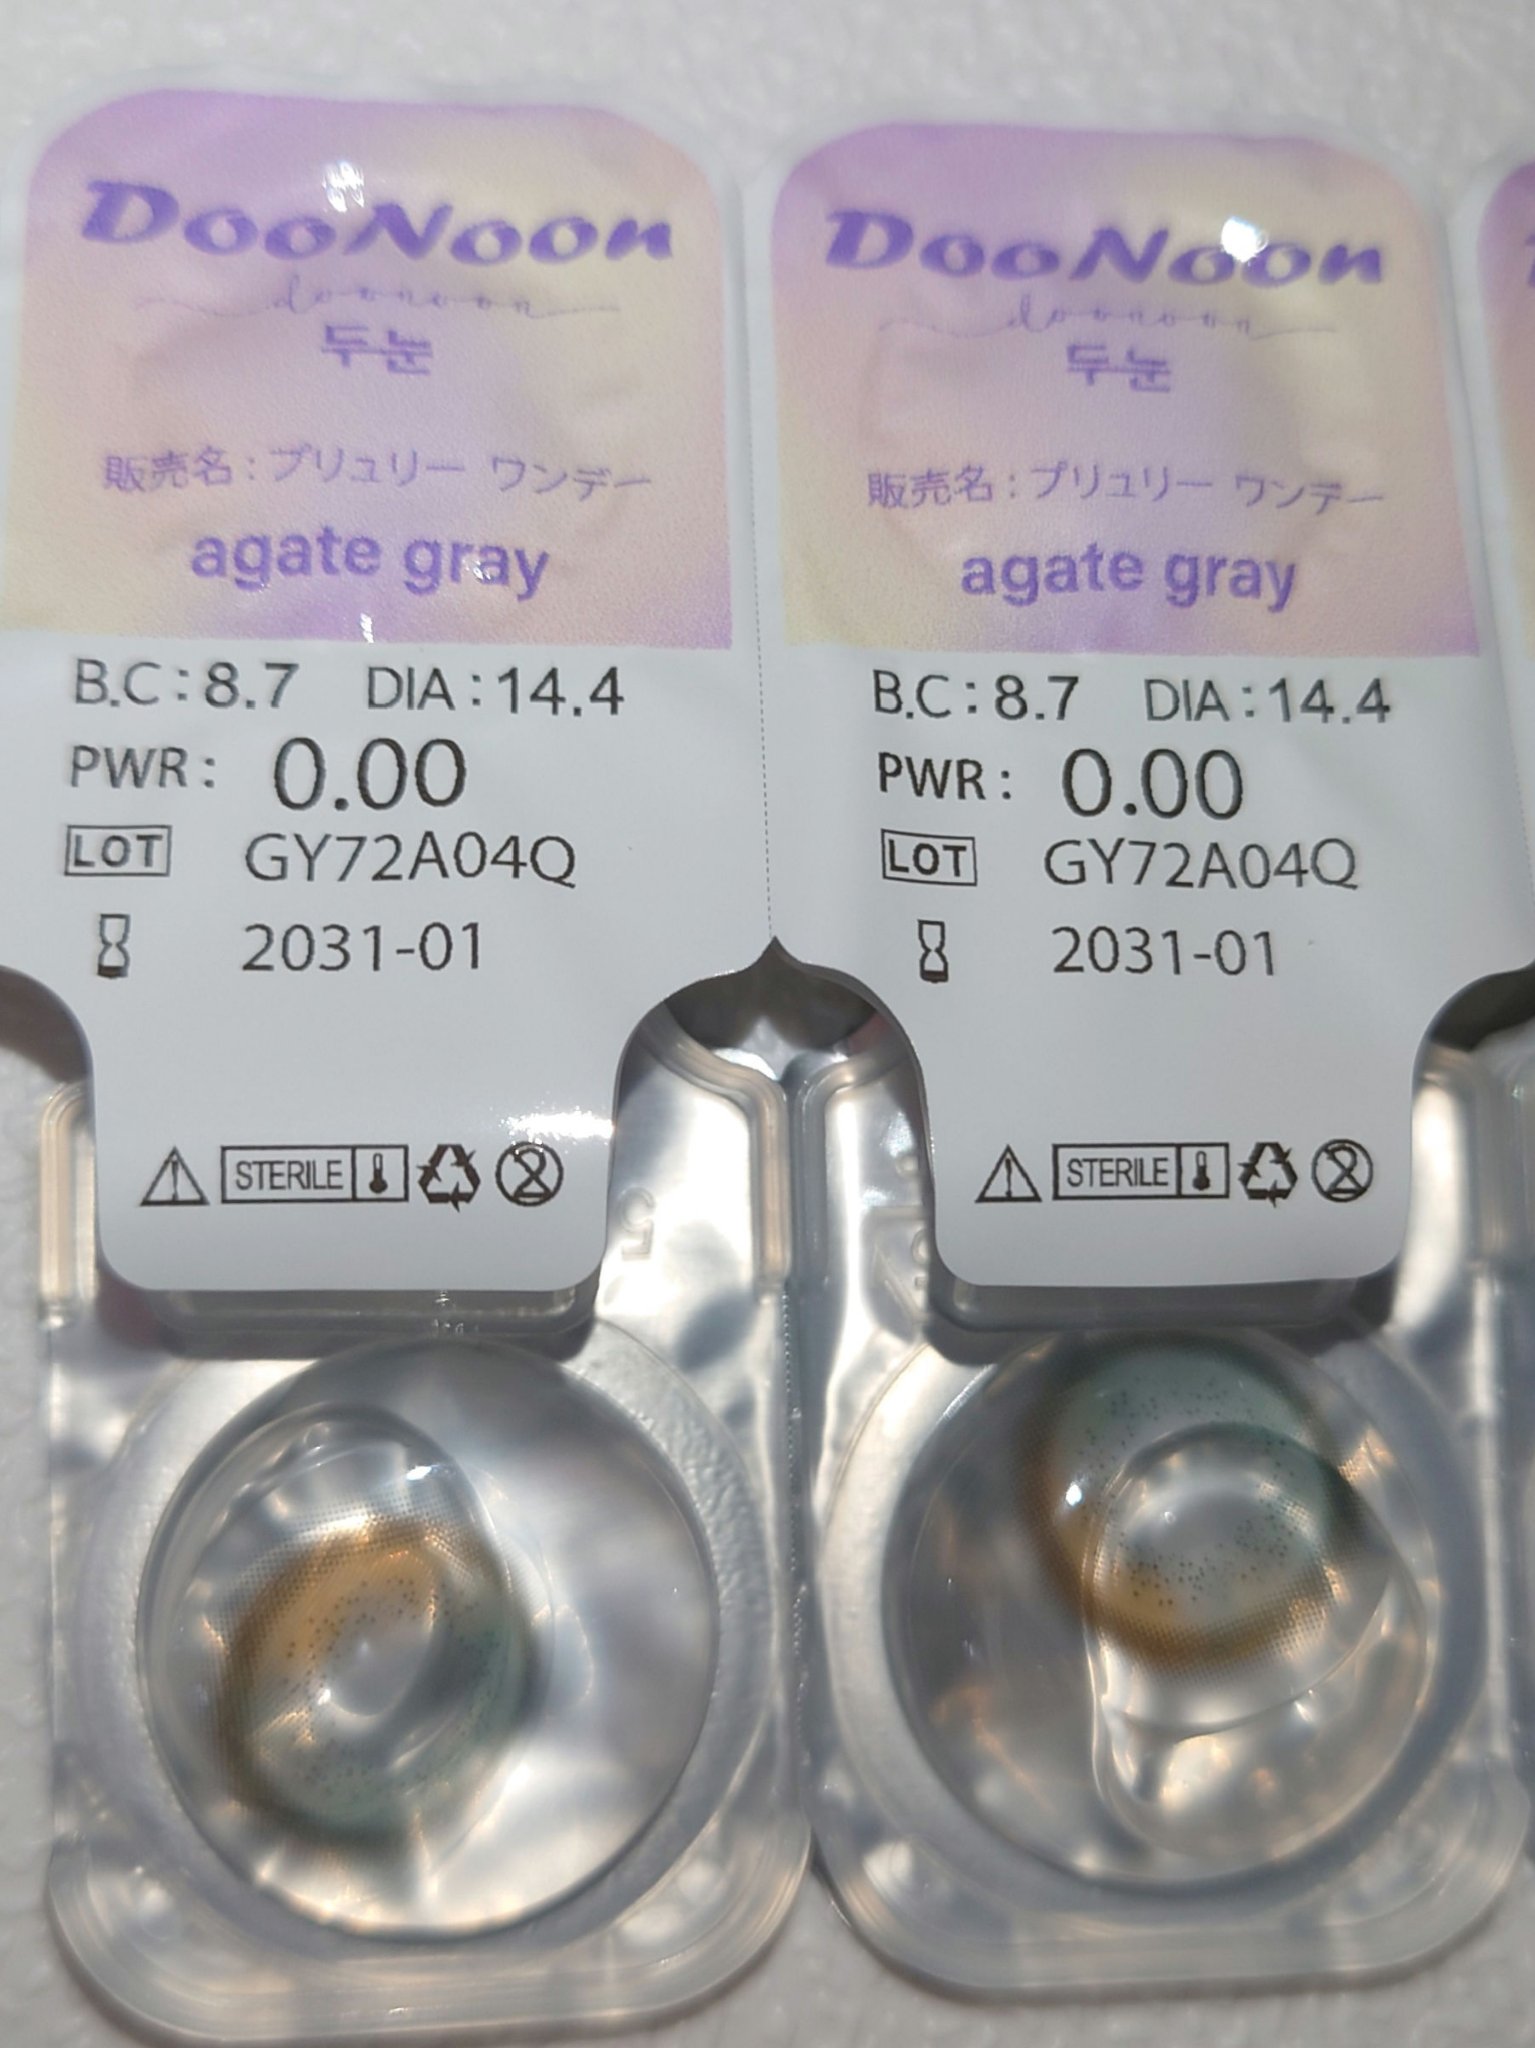 DooNoon
doonoon
두눈
販売名：プリュリー ワンデー
agate gray
B.C : 8.7 DIA : 14.4
PWR : 0.00
LOT GY72A04Q
2031-01
STERILE
5
DooNoon
doonoon
두눈
販売名：プリュリー ワンデー
agate gray
B.C : 8.7 DIA : 14.4
PWR : 0.00
LOT GY72A04Q
2031-01
STERILE